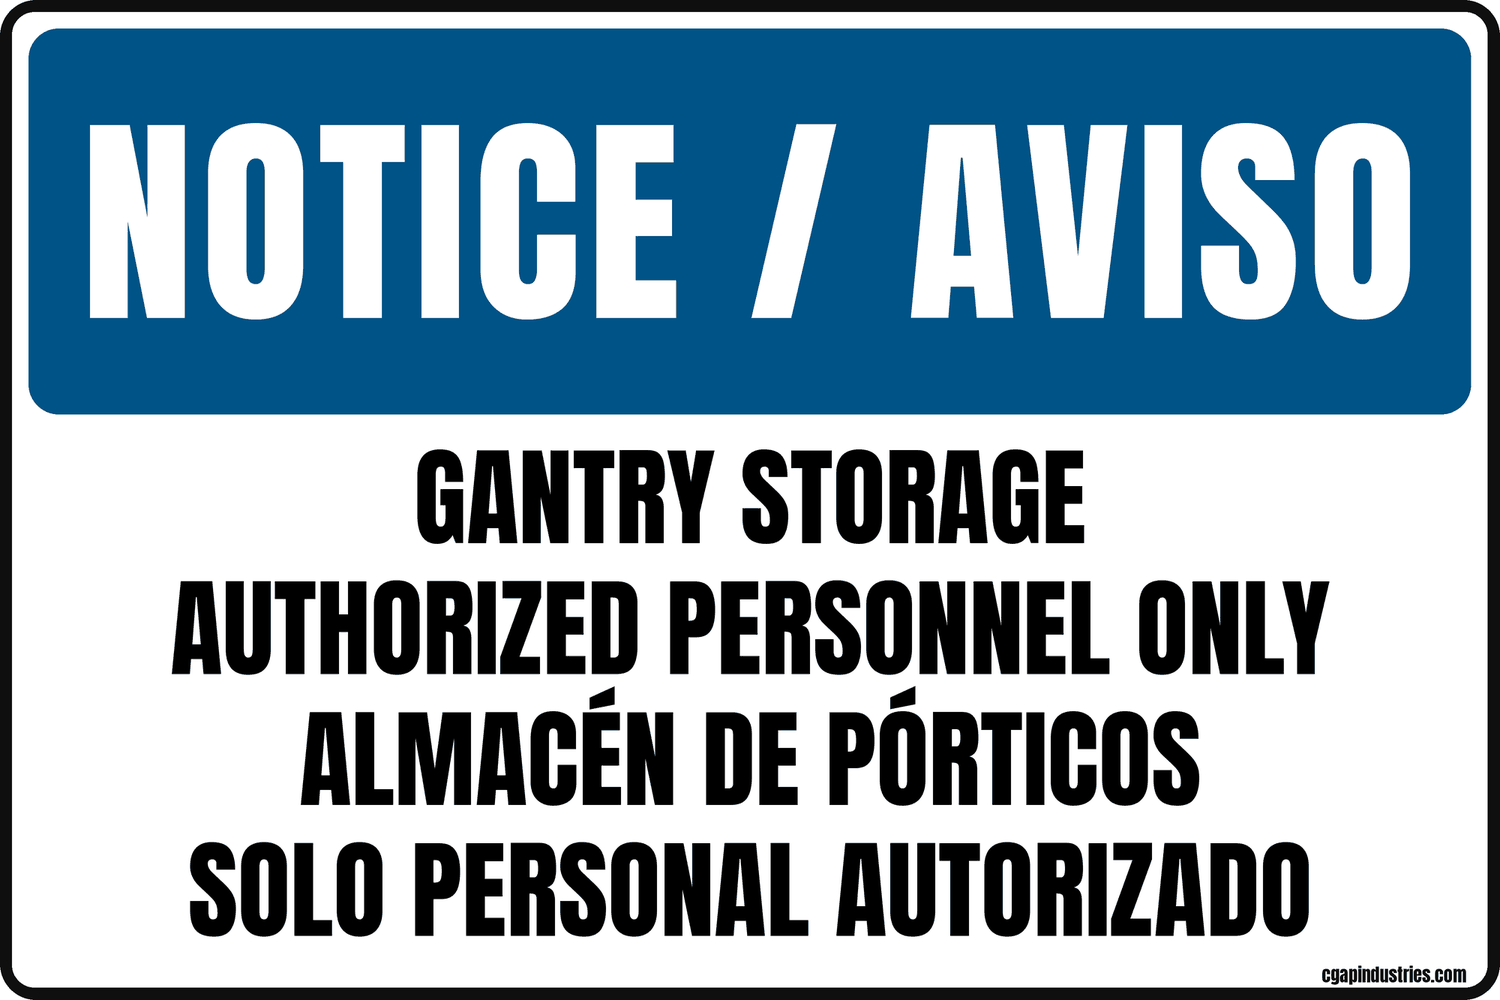 NOTICE / AVISO
GANTRY STORAGE
AUTHORIZED PERSONNEL ONLY
ALMACÉN DE PÓRTICOS
SOLO PERSONAL AUTORIZADO
cgapindustries.com